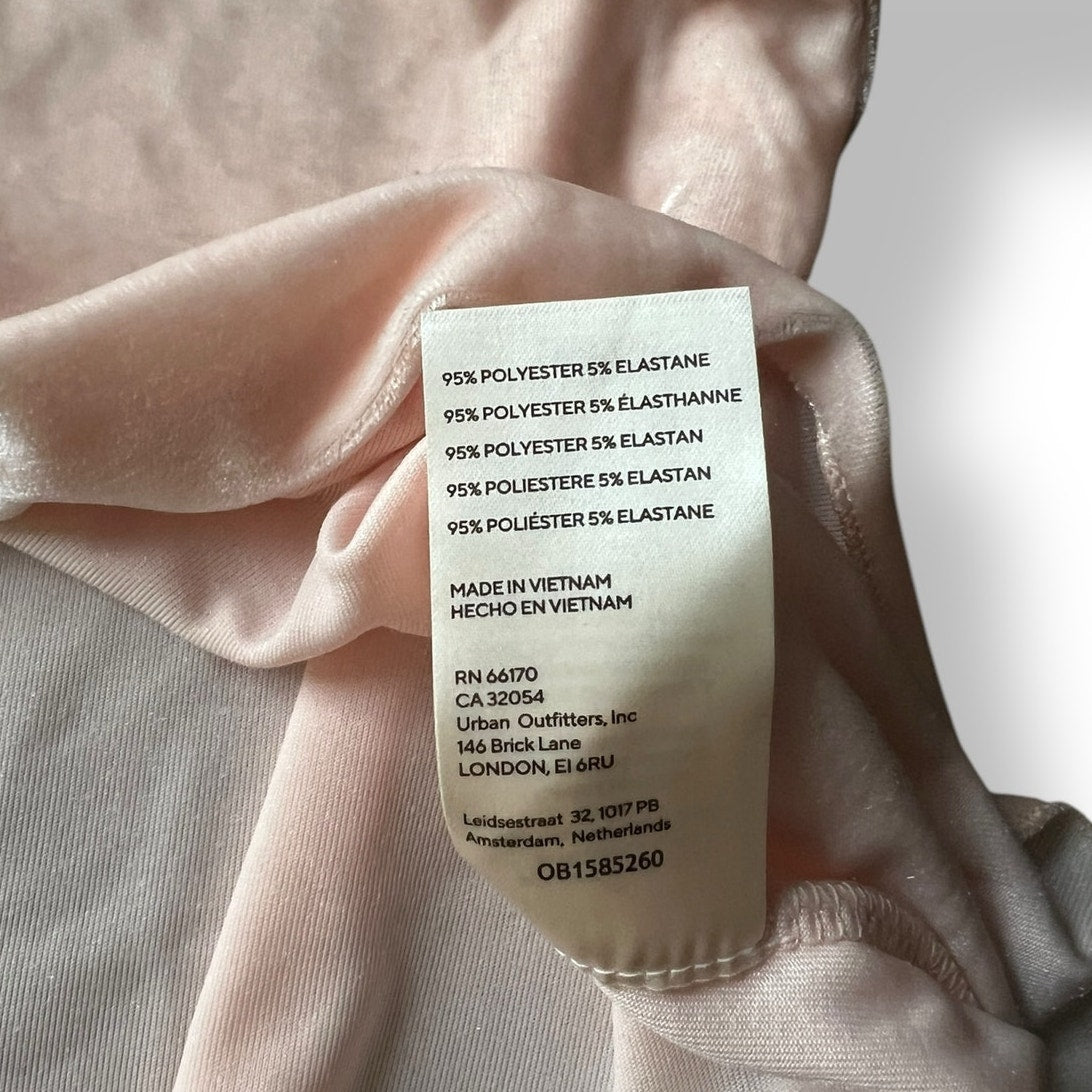 95% POLYESTER 5% ELASTANE
95% POLYESTER 5% ÉLASTHANNE
95% POLYESTER 5% ELASTAN
95% POLIESTERE 5% ELASTAN
95% POLIÉSTER 5% ELASTANE
MADE IN VIETNAM
HECHO EN VIETNAM
RN 66170
CA 32054
Urban Outfitters, Inc
146 Brick Lane
LONDON, EI 6RU
Leidsestraat 32, 1017 PB
Amsterdam, Netherlands
OB1585260